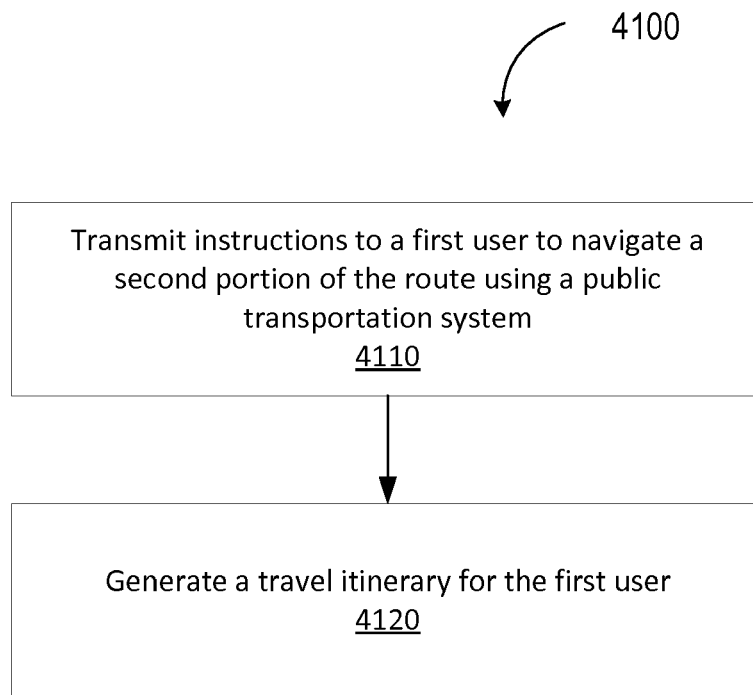 4100
Transmit instructions to a first user to navigate a
second portion of the route using a public
transportation system
4110
Generate a travel itinerary for the first user
4120